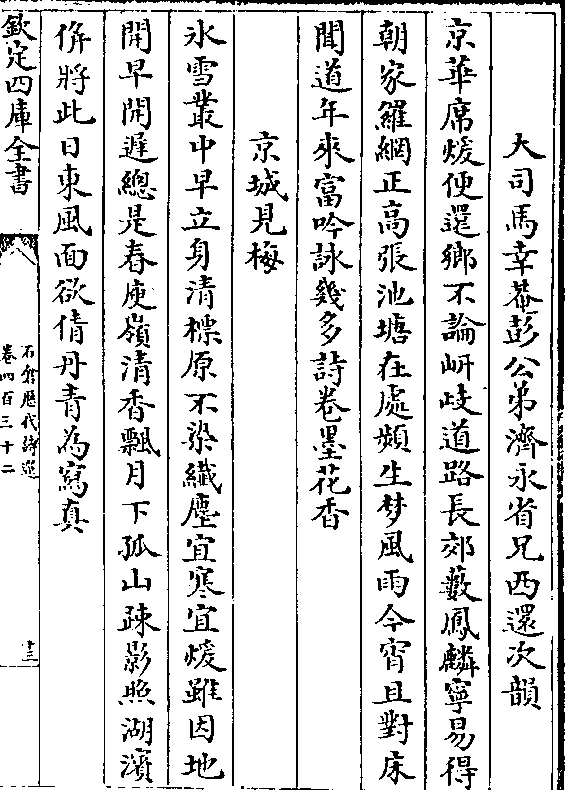 大司馬幸菴彭公弟濟永省兄西還次韻
京華席煖便還鄉不論岍岐道路長郊藪鳳麟寧易得
朝家羅網正高張池塘在處頻生梦風雨今宵且對床
聞道年來富吟詠幾多詩卷墨花香
京城見梅
氷雪叢中早立身清標原不染纖塵宜寒宜煖雖因地
開早開遲總是春庾嶺清香飄月下孤山疎影照湖濱
倂將此日東風面欲倩丹青為寫真
欽定四庫全書
石倉歷代詩選
卷四百三十二
十三